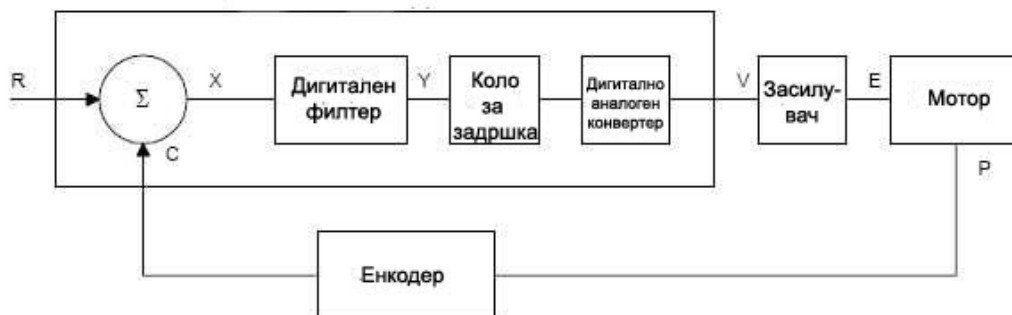 R
Σ
X
Дигитален
филтер
Y
Коло
за
задршка
Дигитално
аналоген
конвертер
V
Засилу-
вач
E
Мотор
C
P
Енкодер